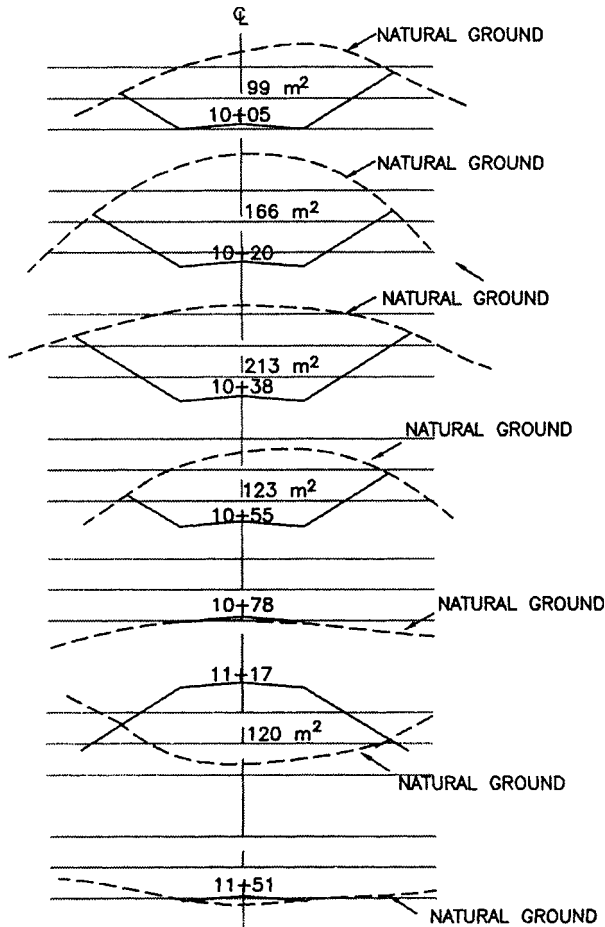 ℄
NATURAL GROUND
99 m²
10+05
NATURAL GROUND
166 m²
10+20
NATURAL GROUND
213 m²
10+38
NATURAL GROUND
123 m²
10+55
10+78
NATURAL GROUND
11+17
120 m²
NATURAL GROUND
11+51
NATURAL GROUND